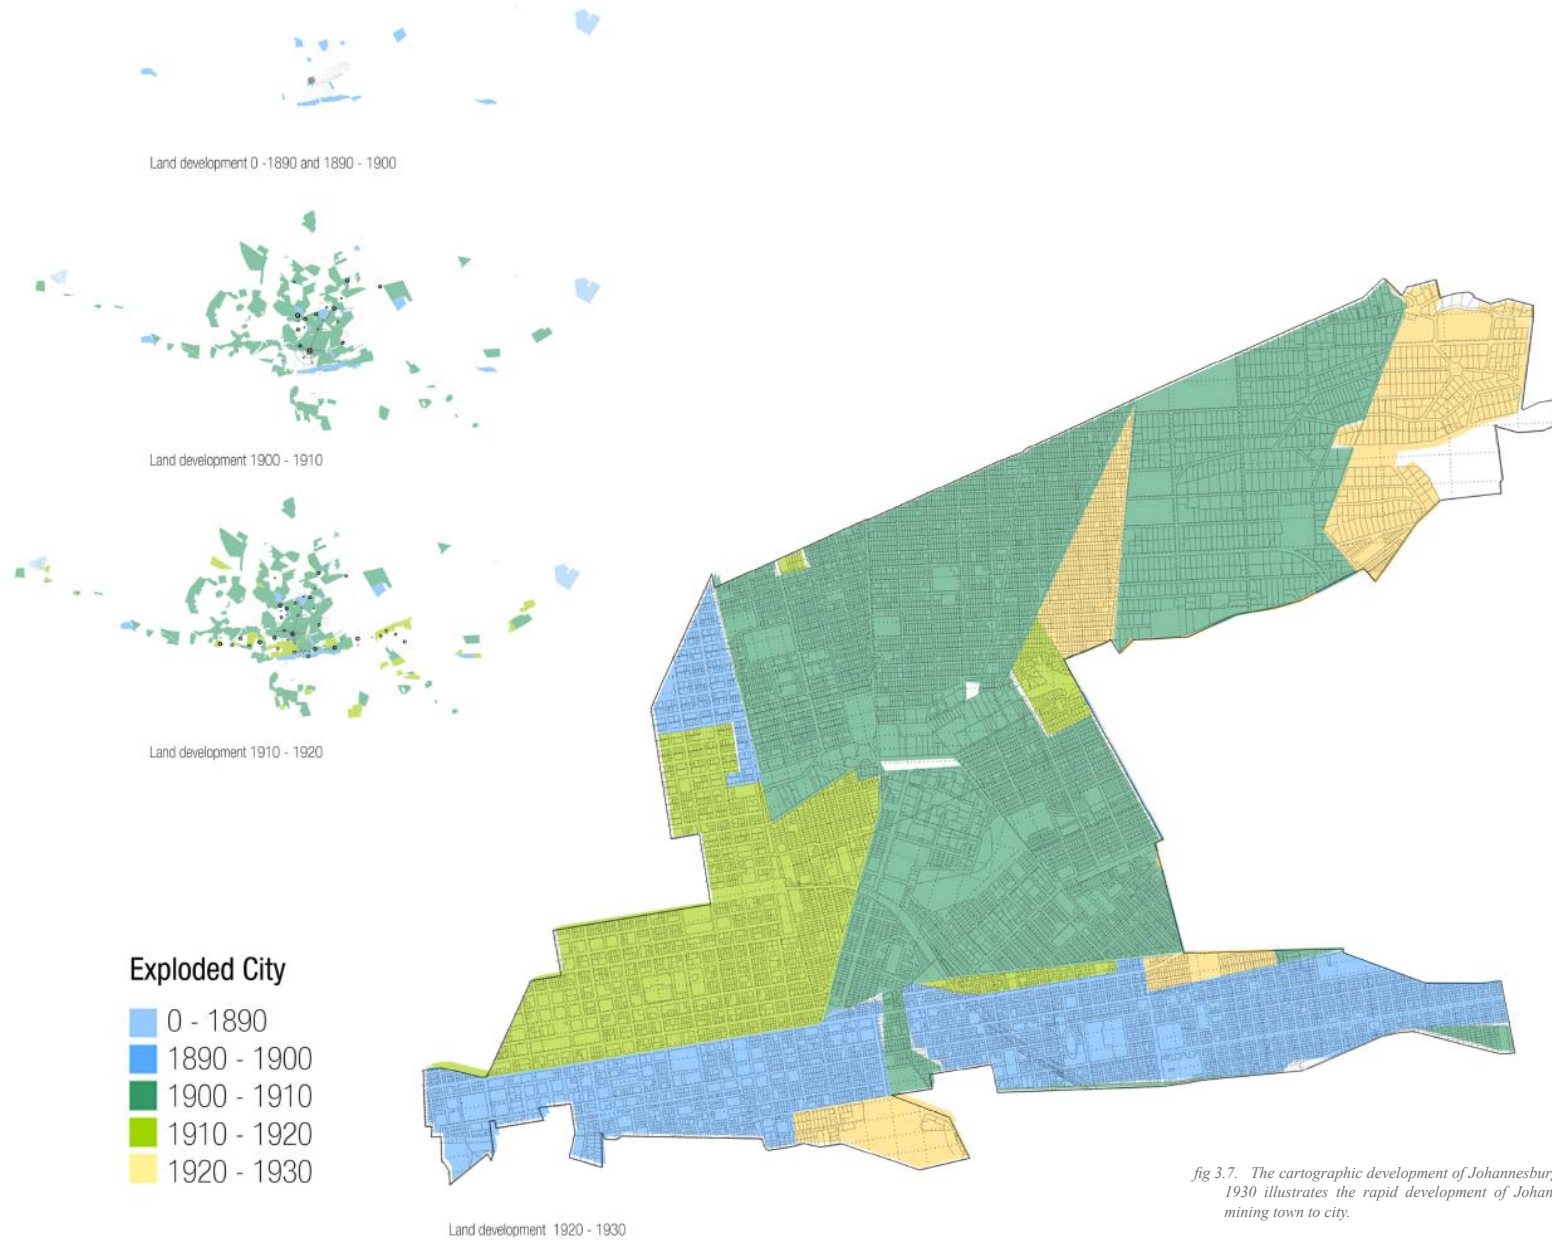 Land development 0 -1890 and 1890 - 1900
Land development 1900 - 1910
Land development 1910 - 1920
Exploded City
0 - 1890
1890 - 1900
1900 - 1910
1910 - 1920
1920 - 1930
Land development 1920 - 1930
fig 3.7. The cartographic development of
1930 illustrates the rapid development of
mining town to city.